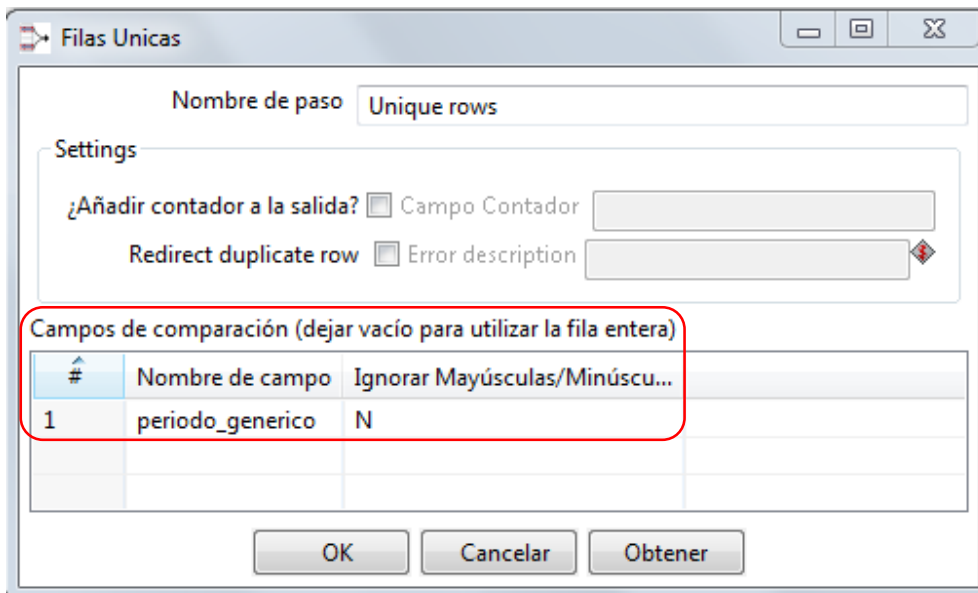 Filas Unicas
Nombre de paso Unique rows
Settings
¿Añadir contador a la salida? Campo Contador
Redirect duplicate row Error description
Campos de comparación (dejar vacío para utilizar la fila entera)
# Nombre de campo Ignorar Mayúsculas/Minúscu...
1 periodo_generico N
OK Cancelar Obtener